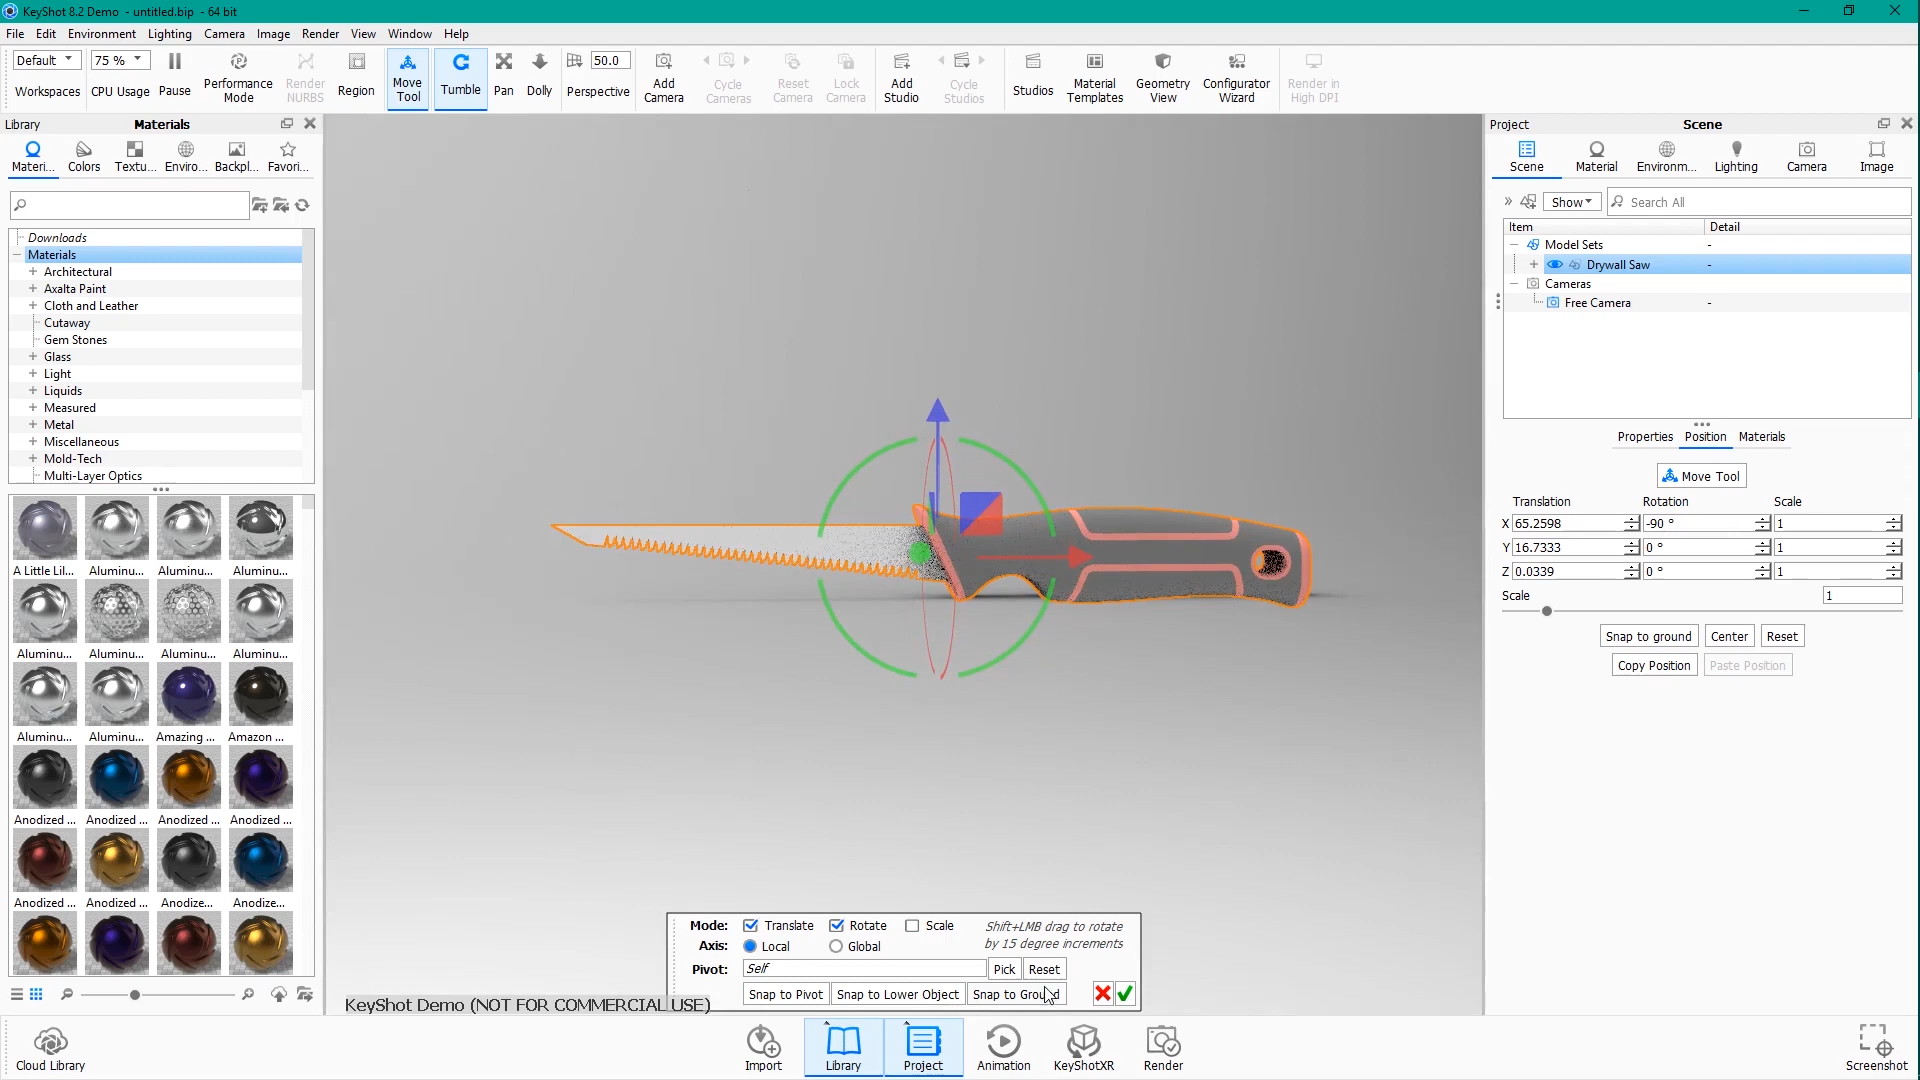 KeyShot 8.2 Demo - untitled.bip - 64 bit
File Edit Environment Lighting Camera Image Render View Window Help
Default 75 % 50.0
Workspaces CPU Usage Pause Performance Mode Render NURBS Region Move Tool Tumble Pan Dolly Perspective Add Camera Cycle Cameras Reset Camera Lock Camera Add Studio Cycle Studios Studios Material Templates Geometry View Configurator Wizard Render in High DPI
Library Materials
Materi... Colors Textu... Enviro... Backpl... Favori...
Downloads
Materials
Architectural
Axalta Paint
Cloth and Leather
Cutaway
Gem Stones
Glass
Light
Liquids
Measured
Metal
Miscellaneous
Mold-Tech
Multi-Layer Optics
A Little Lil... Aluminu... Aluminu... Aluminu...
Aluminu... Aluminu... Aluminu... Aluminu...
Aluminu... Aluminu... Amazing ... Amazon ...
Anodized ... Anodized ... Anodized ... Anodized ...
Anodized ... Anodized ... Anodize... Anodize...
Cloud Library
Mode: Translate Rotate Scale Shift+LMB drag to rotate
Axis: Local Global by 15 degree increments
Pivot: Self Pick Reset
Snap to Pivot Snap to Lower Object Snap to Ground
KeyShot Demo (NOT FOR COMMERCIAL USE)
Import Library Project Animation KeyShotXR Render
Project Scene
Scene Material Environm... Lighting Camera Image
» Show Search All
Item Detail
Model Sets -
Drywall Saw -
Cameras
Free Camera -
Properties Position Materials
Move Tool
Translation Rotation Scale
X 65.2598 -90 ° 1
Y 16.7333 0 ° 1
Z 0.0339 0 ° 1
Scale 1
Snap to ground Center Reset
Copy Position Paste Position
Screenshot